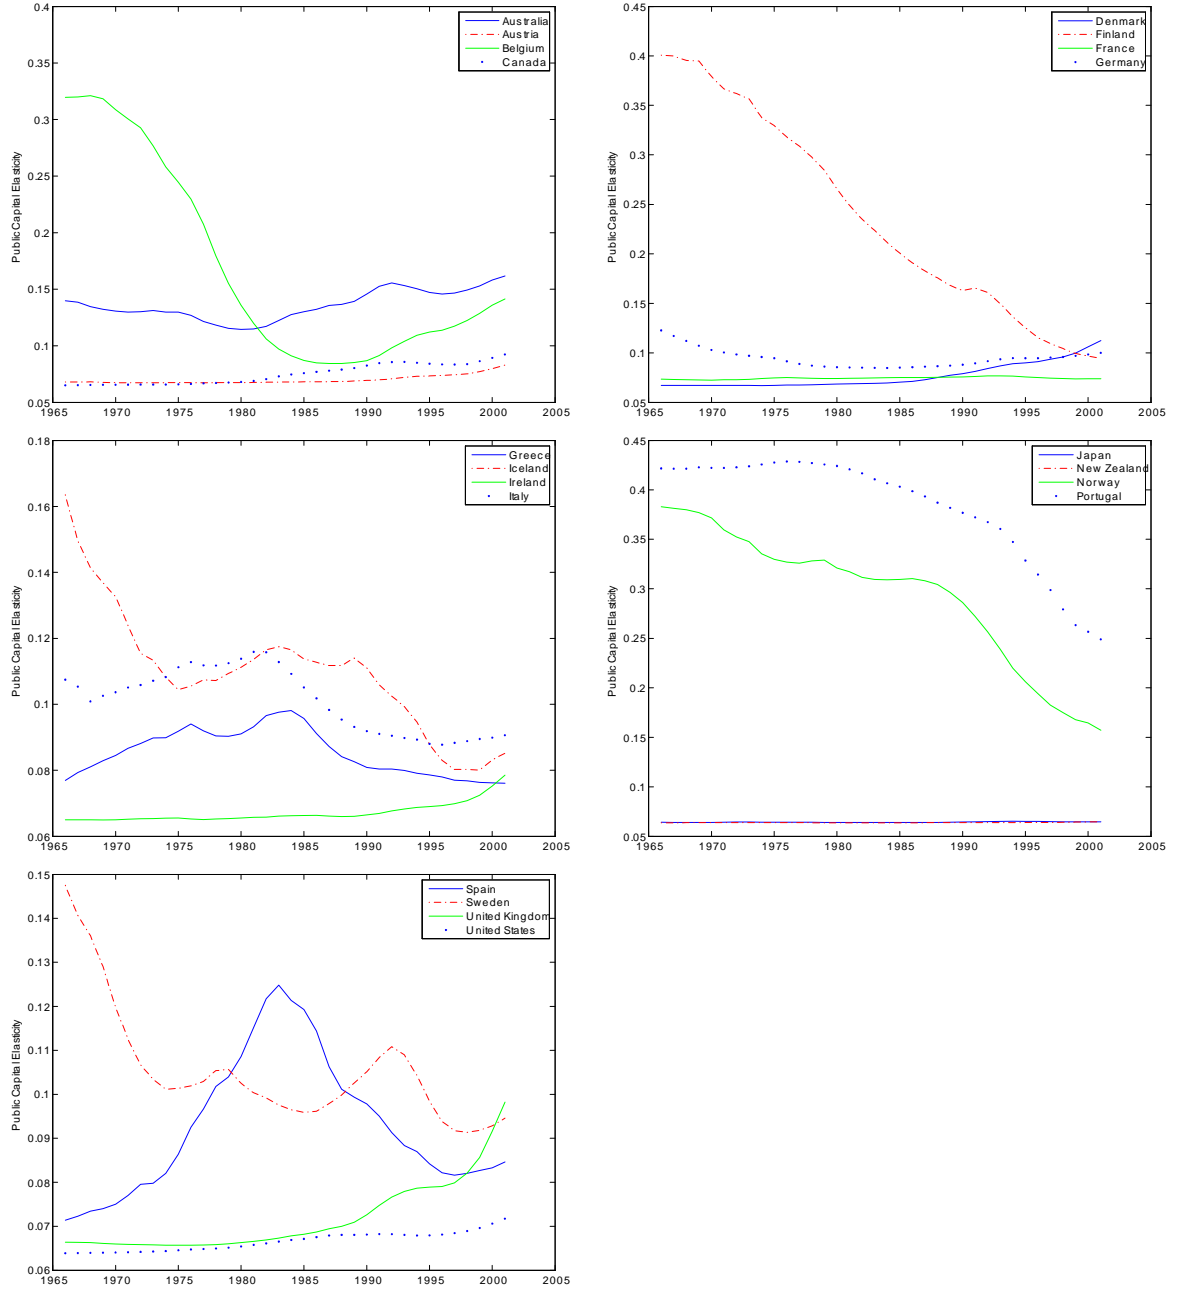 0.4
0.35
0.3
0.25
0.2
0.15
0.1
0.05
Public Capital Elasticity
Australia
Austria
Belgium
Canada
1965 1970 1975 1980 1985 1990 1995 2000 2005
0.45
0.4
0.35
0.3
0.25
0.2
0.15
0.1
0.05
Public Capital Elasticity
Denmark
Finland
France
Germany
1965 1970 1975 1980 1985 1990 1995 2000 2005
0.18
0.16
0.14
0.12
0.1
0.08
0.06
Public Capital Elasticity
Greece
Iceland
Ireland
Italy
1965 1970 1975 1980 1985 1990 1995 2000 2005
0.45
0.4
0.35
0.3
0.25
0.2
0.15
0.1
0.05
Public Capital Elasticity
Japan
New Zealand
Norway
Portugal
1965 1970 1975 1980 1985 1990 1995 2000 2005
0.15
0.14
0.13
0.12
0.11
0.1
0.09
0.08
0.07
0.06
Public Capital Elasticity
Spain
Sweden
United Kingdom
United States
1965 1970 1975 1980 1985 1990 1995 2000 2005